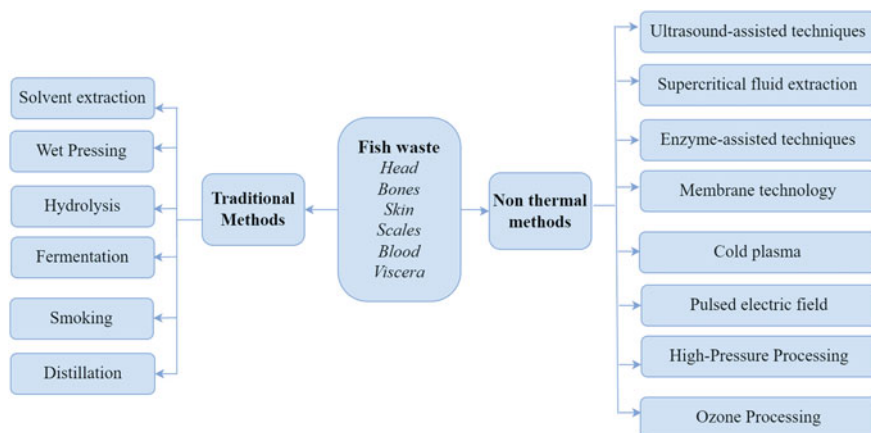 Solvent extraction
Wet Pressing
Hydrolysis
Fermentation
Smoking
Distillation
Traditional
Methods
Fish waste
Head
Bones
Skin
Scales
Blood
Viscera
Non thermal
methods
Ultrasound-assisted techniques
Supercritical fluid extraction
Enzyme-assisted techniques
Membrane technology
Cold plasma
Pulsed electric field
High-Pressure Processing
Ozone Processing